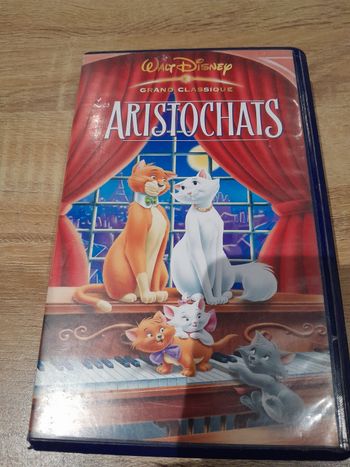 WALT DISNEY
GRAND CLASSIQUE
Les
ARISTOCHATS